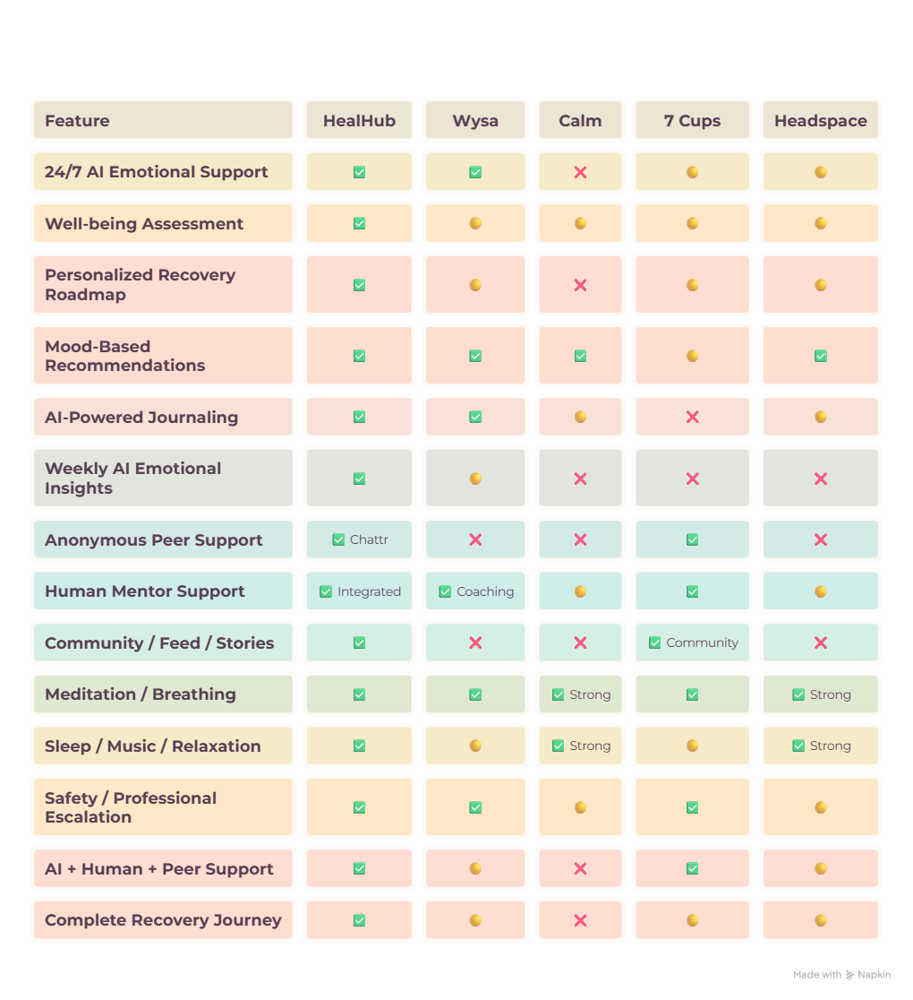 Feature HealHub Wysa Calm 7 Cups Headspace
24/7 AI Emotional Support
Well-being Assessment
Personalized Recovery
Roadmap
Mood-Based
Recommendations
AI-Powered Journaling
Weekly AI Emotional
Insights
Anonymous Peer Support Chattr
Human Mentor Support Integrated Coaching
Community / Feed / Stories Community
Meditation / Breathing Strong Strong
Sleep / Music / Relaxation Strong Strong
Safety / Professional
Escalation
AI + Human + Peer Support
Complete Recovery Journey
Made with Napkin